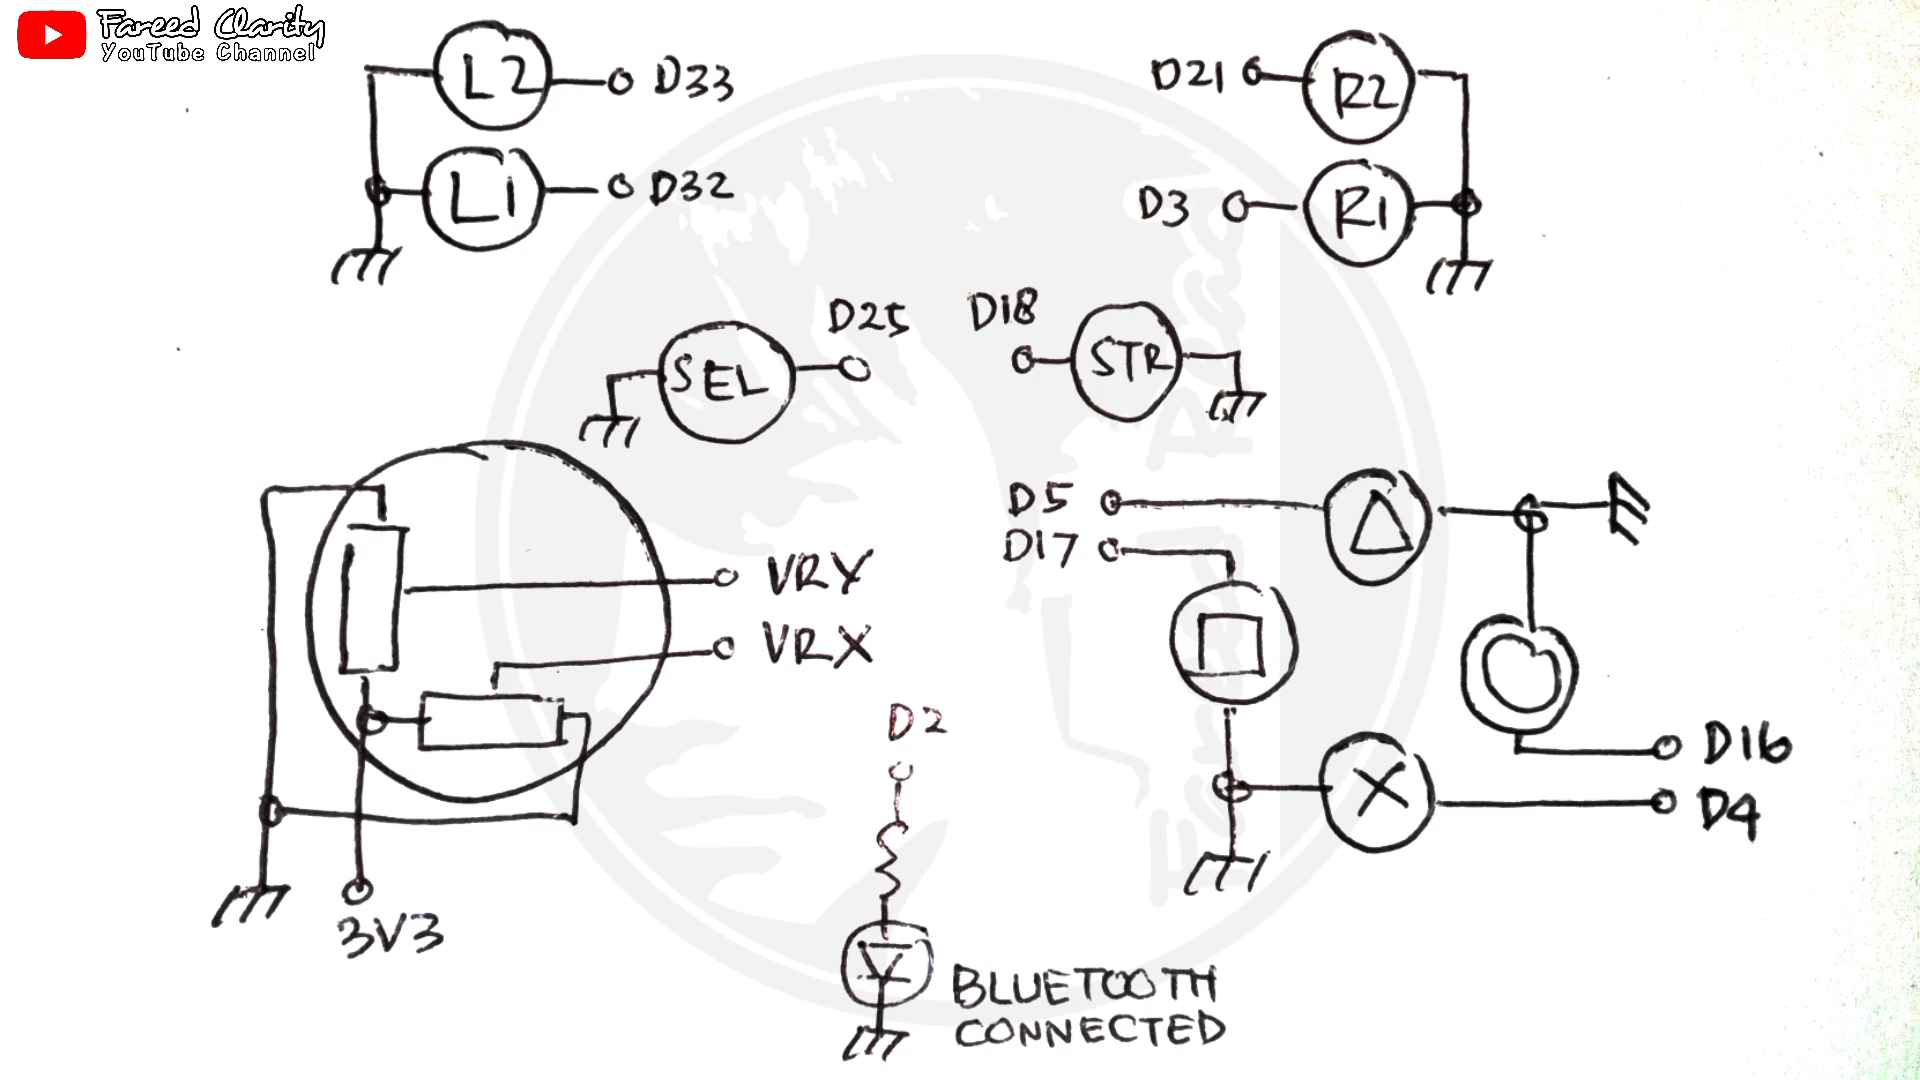 Fareed Clarity
YouTube Channel
L2 D33
D21 R2
L1 D32
D3 R1
SEL D25
D18 STR
D5
D17
VRY
VRX
D2
X
D16
D4
3V3
BLUETOOTH
CONNECTED